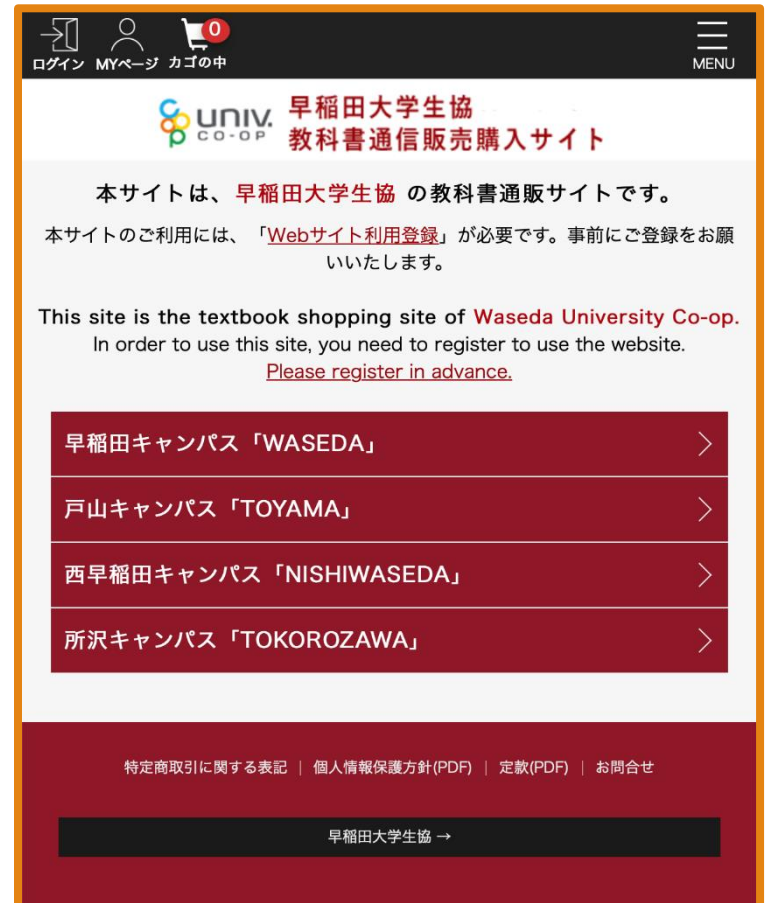 0
ログイン MYページ カゴの中
MENU
univ. CO-OP
早稲田大学生協
教科書通信販売購入サイト
本サイトは、早稲田大学生協 の教科書通販サイトです。
本サイトのご利用には、「Webサイト利用登録」が必要です。事前にご登録をお願
いいたします。
This site is the textbook shopping site of Waseda University Co-op.
In order to use this site, you need to register to use the website.
Please register in advance.
早稲田キャンパス「WASEDA」
戸山キャンパス「TOYAMA」
西早稲田キャンパス「NISHIWASEDA」
所沢キャンパス「TOKOROZAWA」
特定商取引に関する表記 | 個人情報保護方針(PDF) | 定款(PDF) | お問合せ
早稲田大学生協 →